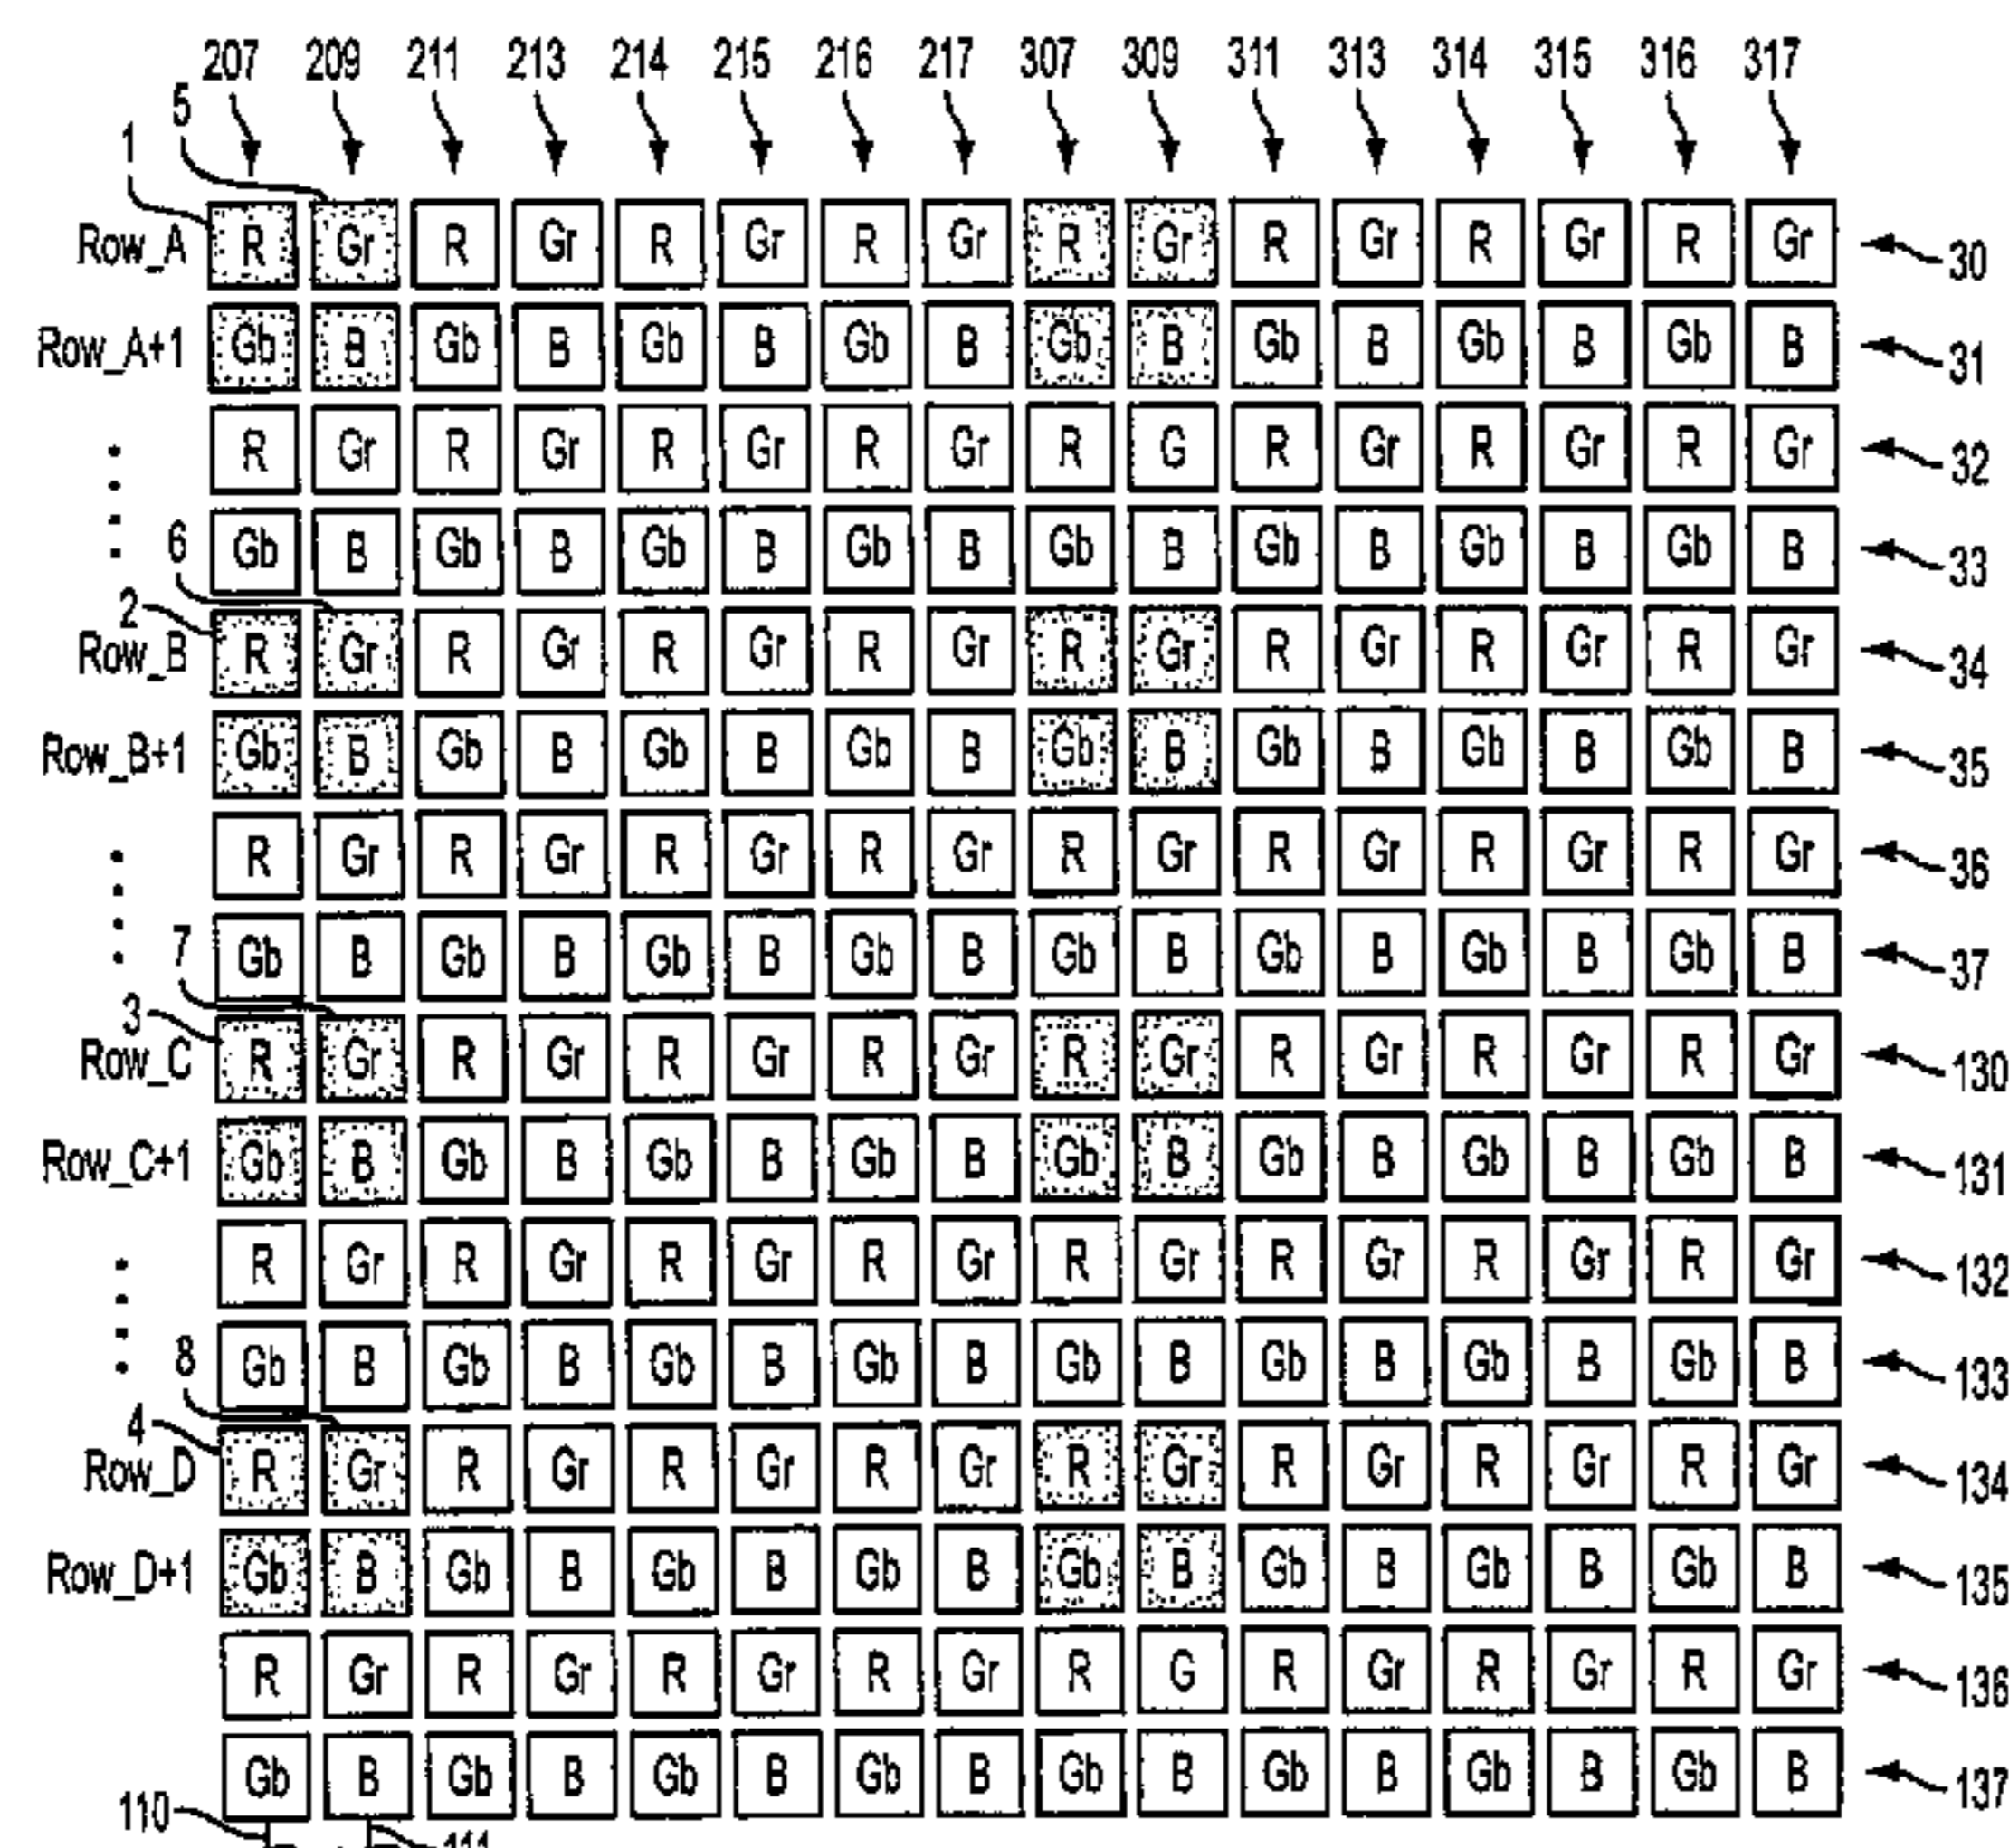 207 209 211 213 214 215 216 217 307 309 311 313 314 315 316 317
5
1
Row_A R Gr R Gr R Gr R Gr R Gr R Gr R Gr R Gr 30
Row_A+1 Gb B Gb B Gb B Gb B Gb B Gb B Gb B Gb B 31
R Gr R Gr R Gr R Gr R G R Gr R Gr R Gr 32
6 Gb B Gb B Gb B Gb B Gb B Gb B Gb B Gb B 33
2
Row_B R Gr R Gr R Gr R Gr R Gr R Gr R Gr R Gr 34
Row_B+1 Gb B Gb B Gb B Gb B Gb B Gb B Gb B Gb B 35
R Gr R Gr R Gr R Gr R Gr R Gr R Gr R Gr 36
7 Gb B Gb B Gb B Gb B Gb B Gb B Gb B Gb B 37
3
Row_C R Gr R Gr R Gr R Gr R Gr R Gr R Gr R Gr 130
Row_C+1 Gb B Gb B Gb B Gb B Gb B Gb B Gb B Gb B 131
R Gr R Gr R Gr R Gr R Gr R Gr R Gr R Gr 132
8 Gb B Gb B Gb B Gb B Gb B Gb B Gb B Gb B 133
4
Row_D R Gr R Gr R Gr R Gr R Gr R Gr R Gr R Gr 134
Row_D+1 Gb B Gb B Gb B Gb B Gb B Gb B Gb B Gb B 135
R Gr R Gr R Gr R Gr R G R Gr R Gr R Gr 136
Gb B Gb B Gb B Gb B Gb B Gb B Gb B Gb B 137
110 111